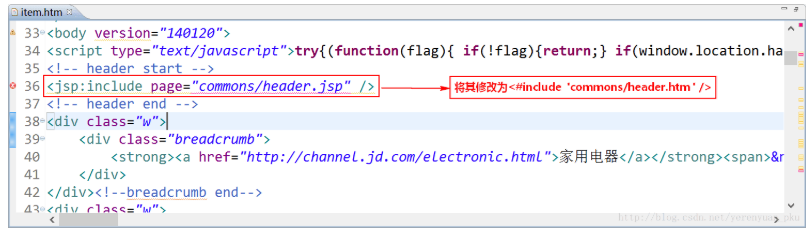 item.htm
33 <body version="140120">
34 <script type="text/javascript">try{(function(flag){ if(!flag){return;} if(window.location.ha
35 <!-- header start -->
36 <jsp:include page="commons/header.jsp" />
将其修改为<#include "commons/header.htm" />
37 <!-- header end -->
38 <div class="w">
39 <div class="breadcrumb">
40 <strong><a href="http://channel.jd.com/electronic.html">家用电器</a></strong><span>&n
41 </div>
42 </div><!--breadcrumb end-->
43 <div class="w">
http://blog.csdn.net/yerenyuan_pku